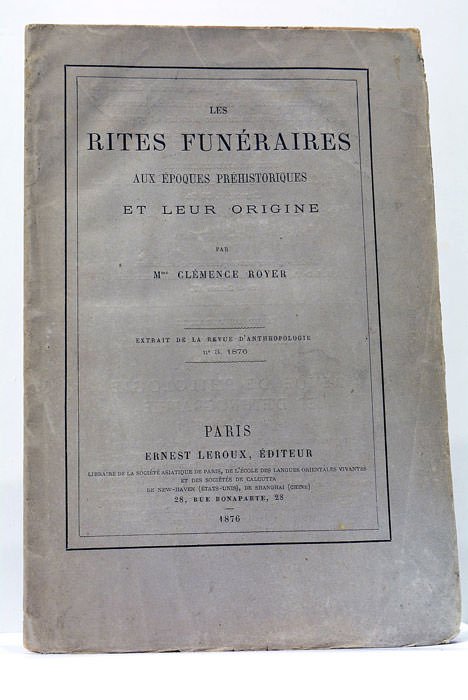 LES
RITES FUNÉRAIRES
AUX ÉPOQUES PRÉHISTORIQUES
ET LEUR ORIGINE
PAR
Mme CLÉMENCE ROYER
EXTRAIT DE LA REVUE D'ANTHROPOLOGIE
n° 3. 1876
PARIS
ERNEST LEROUX, ÉDITEUR
LIBRAIRE DE LA SOCIÉTÉ ASIATIQUE DE PARIS, DE L'ÉCOLE DES LANGUES ORIENTALES VIVANTES
ET DES SOCIÉTÉS DE CALCUTTA
DE NEW-HAVEN (ÉTATS-UNIS), DE SHANGHAI (CHINE)
28, RUE BONAPARTE, 28
1876